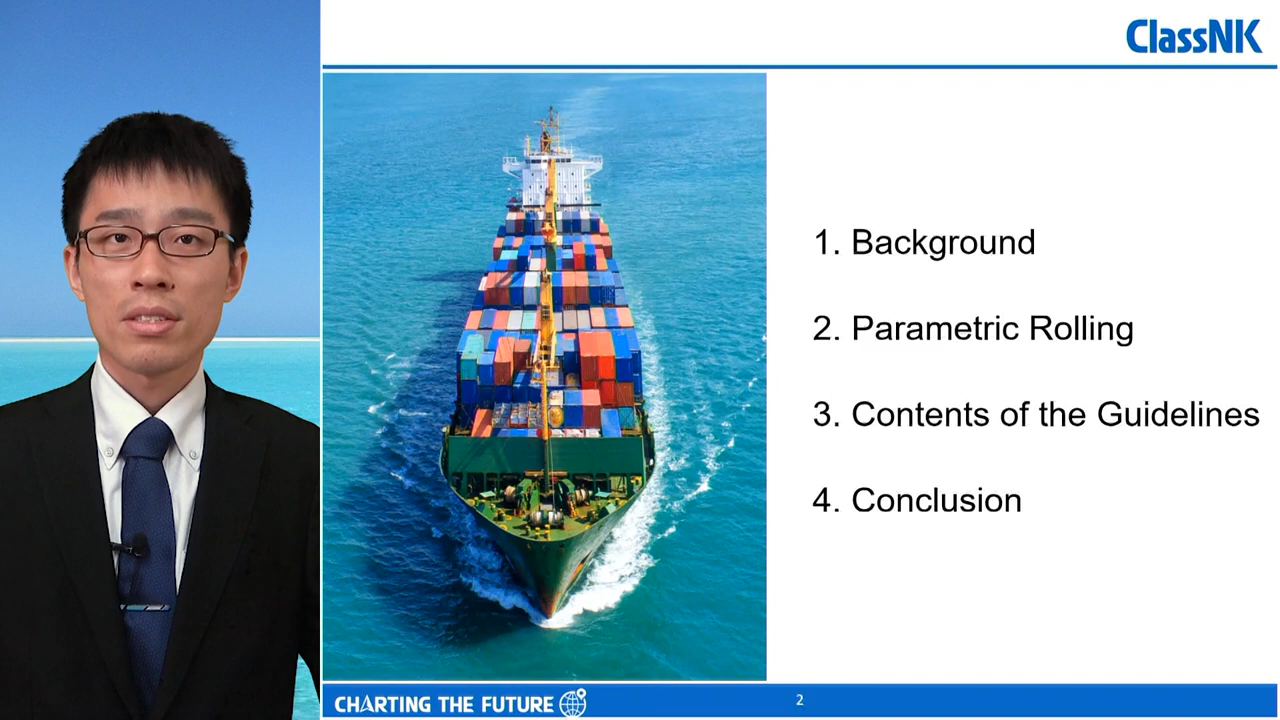 ClassNK
1. Background
2. Parametric Rolling
3. Contents of the Guidelines
4. Conclusion
CHARTING THE FUTURE
2